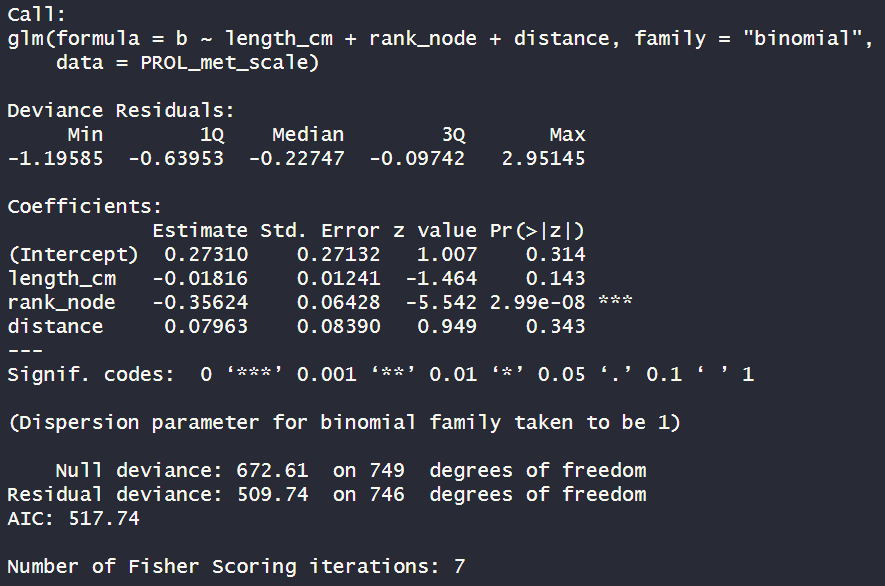 Call:
glm(formula = b ~ length_cm + rank_node + distance, family = "binomial",
    data = PROL_met_scale)

Deviance Residuals:
     Min        1Q    Median        3Q       Max
-1.19585  -0.63953  -0.22747  -0.09742   2.95145

Coefficients:
            Estimate Std. Error z value Pr(>|z|)
(Intercept)  0.27310    0.27132   1.007    0.314
length_cm   -0.01816    0.01241  -1.464    0.143
rank_node   -0.35624    0.06428  -5.542 2.99e-08 ***
distance     0.07963    0.08390   0.949    0.343
---
Signif. codes:  0 ‘***’ 0.001 ‘**’ 0.01 ‘*’ 0.05 ‘.’ 0.1 ‘ ’ 1

(Dispersion parameter for binomial family taken to be 1)

    Null deviance: 672.61  on 749  degrees of freedom
Residual deviance: 509.74  on 746  degrees of freedom
AIC: 517.74

Number of Fisher Scoring iterations: 7